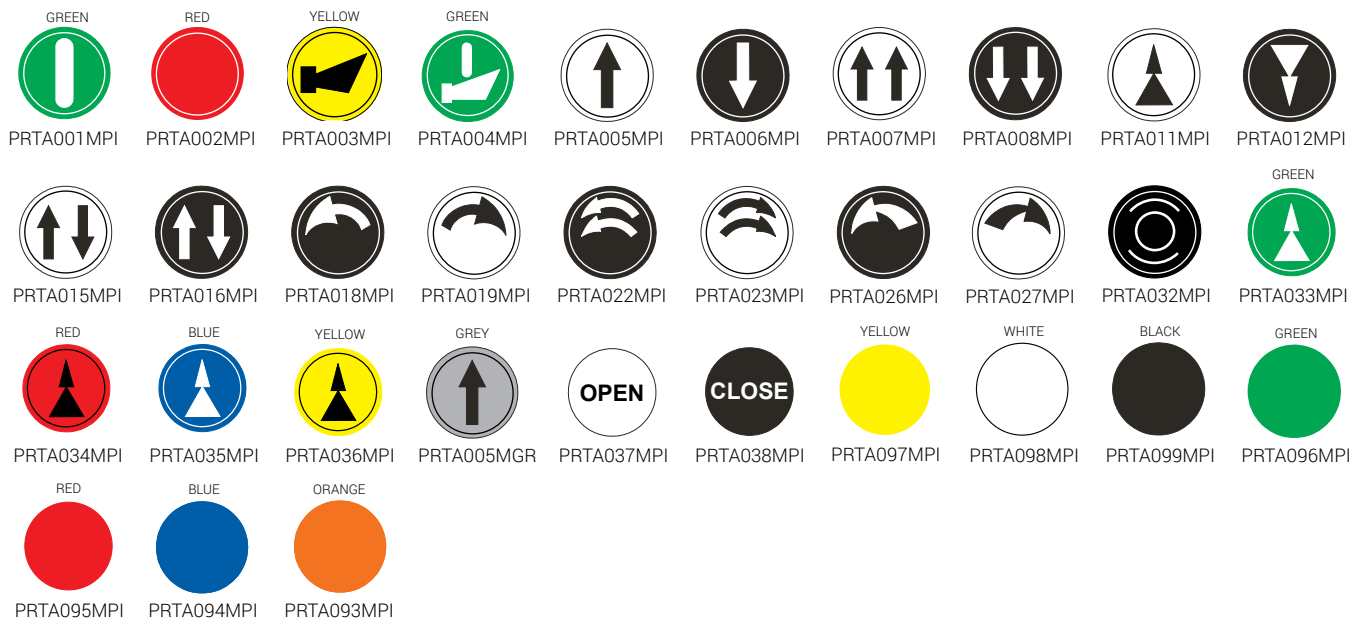 GREEN RED YELLOW GREEN
PRTA001MPI PRTA002MPI PRTA003MPI PRTA004MPI PRTA005MPI PRTA006MPI PRTA007MPI PRTA008MPI PRTA011MPI PRTA012MPI
GREEN
PRTA015MPI PRTA016MPI PRTA018MPI PRTA019MPI PRTA022MPI PRTA023MPI PRTA026MPI PRTA027MPI PRTA032MPI PRTA033MPI
RED BLUE YELLOW GREY YELLOW WHITE BLACK GREEN
OPEN CLOSE
PRTA034MPI PRTA035MPI PRTA036MPI PRTA005MGR PRTA037MPI PRTA038MPI PRTA097MPI PRTA098MPI PRTA099MPI PRTA096MPI
RED BLUE ORANGE
PRTA095MPI PRTA094MPI PRTA093MPI